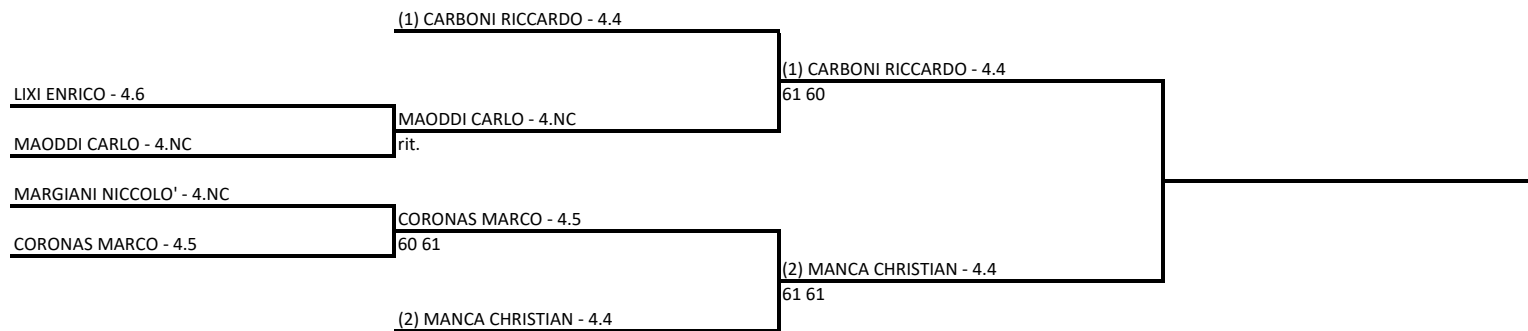 (1) CARBONI RICCARDO - 4.4
(1) CARBONI RICCARDO - 4.4
LIXI ENRICO - 4.6
61 60
MAODDI CARLO - 4.NC
MAODDI CARLO - 4.NC
rit.
MARGIANI NICCOLO' - 4.NC
CORONAS MARCO - 4.5
CORONAS MARCO - 4.5
60 61
(2) MANCA CHRISTIAN - 4.4
61 61
(2) MANCA CHRISTIAN - 4.4